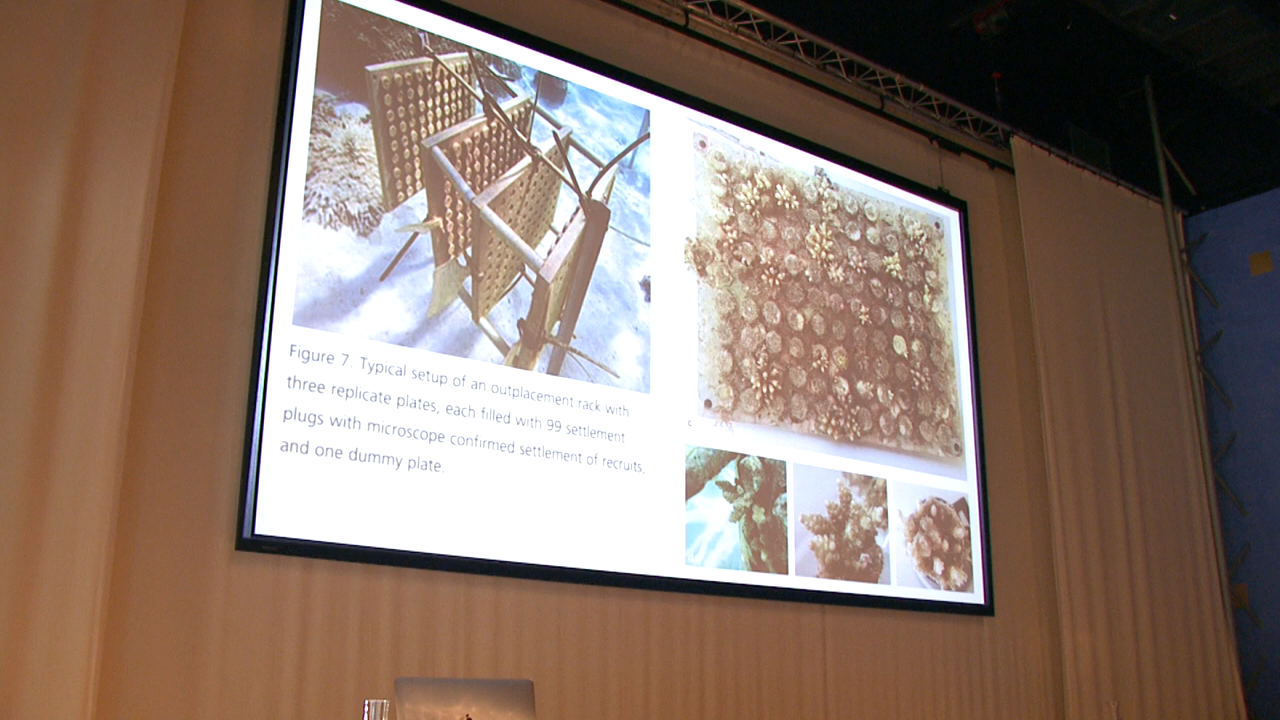 Figure 7. Typical setup of an outplacement rack with
three replicate plates, each filled with 99 settlement
plugs with microscope confirmed settlement of recruits,
and one dummy plate.